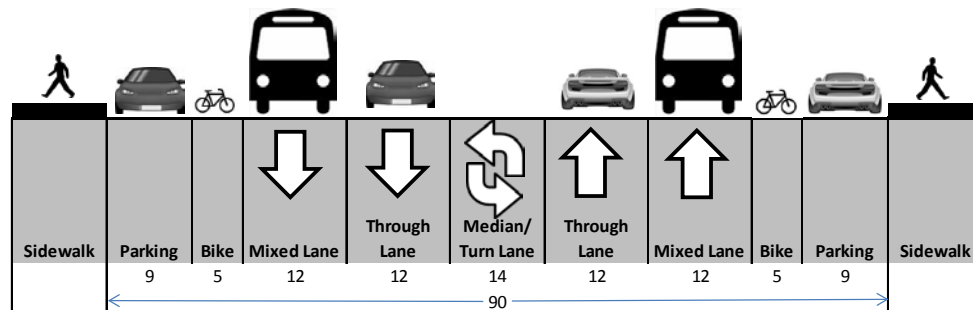 Sidewalk Parking Bike Mixed Lane Through Lane Median/ Turn Lane Through Lane Mixed Lane Bike Parking Sidewalk
9 5 12 12 14 12 12 5 9
90